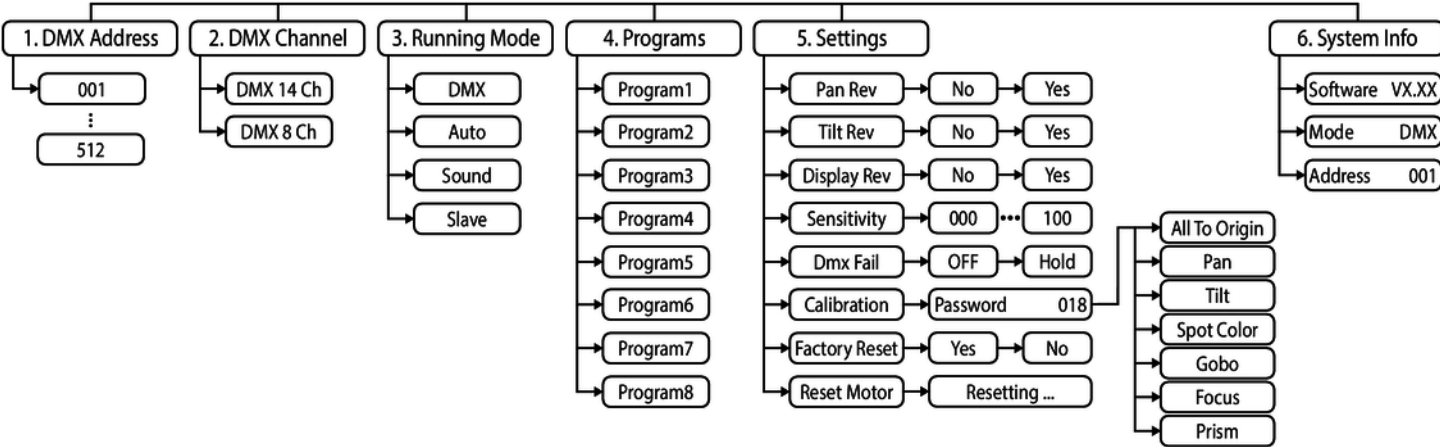 1. DMX Address
001
⋮
512
2. DMX Channel
DMX 14 Ch
DMX 8 Ch
3. Running Mode
DMX
Auto
Sound
Slave
4. Programs
Program1
Program2
Program3
Program4
Program5
Program6
Program7
Program8
5. Settings
Pan Rev No Yes
Tilt Rev No Yes
Display Rev No Yes
Sensitivity 000 ••• 100
Dmx Fail OFF Hold
Calibration Password 018
All To Origin
Pan
Tilt
Spot Color
Gobo
Focus
Prism
Factory Reset Yes No
Reset Motor Resetting ...
6. System Info
Software VX.XX
Mode DMX
Address 001